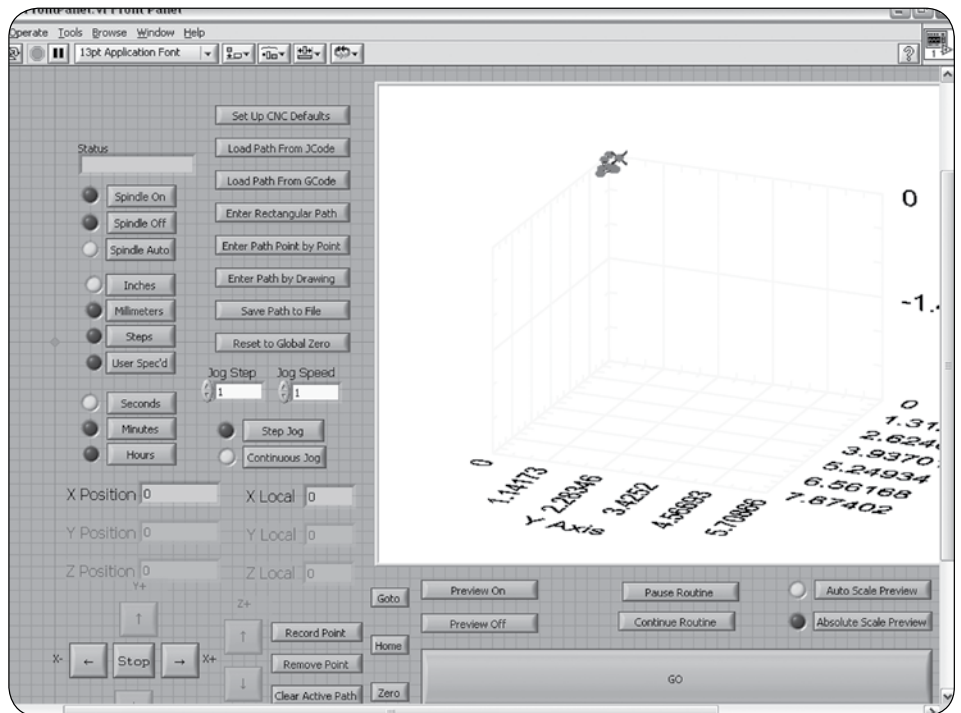 FrontPanel.vi Front Panel
Operate Tools Browse Window Help
13pt Application Font
1
Set Up CNC Defaults
Status
Load Path From JCode
Load Path From GCode
Spindle On
Enter Rectangular Path
Spindle Off
Spindle Auto
Enter Path Point by Point
Inches
Enter Path by Drawing
Millimeters
Save Path to File
Steps
Reset to Global Zero
User Spec'd
Jog Step Jog Speed
1 1
Seconds
Minutes
Step Jog
Hours
Continuous Jog
X Position 0 X Local 0
Y Position 0 Y Local 0
Z Position 0 Z Local 0
Y+
Z+
X- ← Stop → X+
↑
↑
↓
Record Point
Remove Point
Clear Active Path
Goto
Home
Zero
0
-1.
0
1.31
2.624
3.9370
5.24934
6.56168
7.87402
0
1.14173
2.28346
3.4252
4.56693
5.70866
Y Axis
Preview On
Preview Off
Pause Routine
Continue Routine
Auto Scale Preview
Absolute Scale Preview
GO